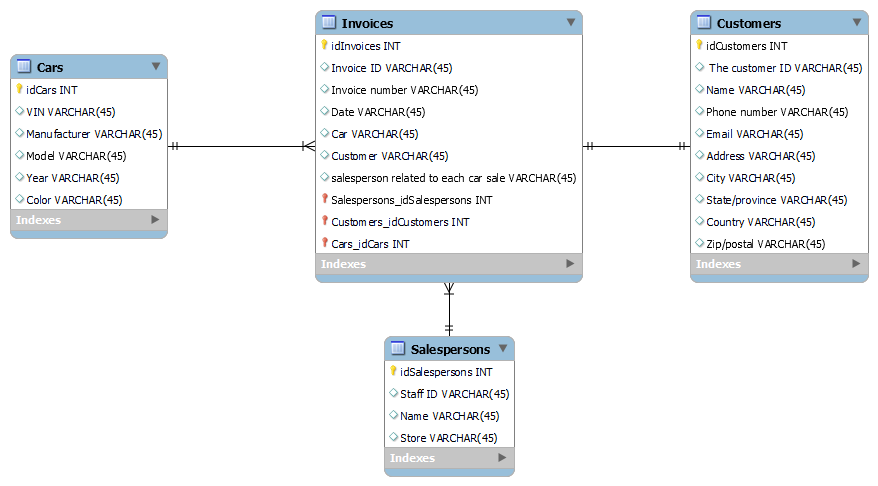 Cars
idCars INT
VIN VARCHAR(45)
Manufacturer VARCHAR(45)
Model VARCHAR(45)
Year VARCHAR(45)
Color VARCHAR(45)
Indexes
Invoices
idInvoices INT
Invoice ID VARCHAR(45)
Invoice number VARCHAR(45)
Date VARCHAR(45)
Car VARCHAR(45)
Customer VARCHAR(45)
salesperson related to each car sale VARCHAR(45)
Salespersons_idSalespersons INT
Customers_idCustomers INT
Cars_idCars INT
Indexes
Customers
idCustomers INT
The customer ID VARCHAR(45)
Name VARCHAR(45)
Phone number VARCHAR(45)
Email VARCHAR(45)
Address VARCHAR(45)
City VARCHAR(45)
State/province VARCHAR(45)
Country VARCHAR(45)
Zip/postal VARCHAR(45)
Indexes
Salespersons
idSalespersons INT
Staff ID VARCHAR(45)
Name VARCHAR(45)
Store VARCHAR(45)
Indexes